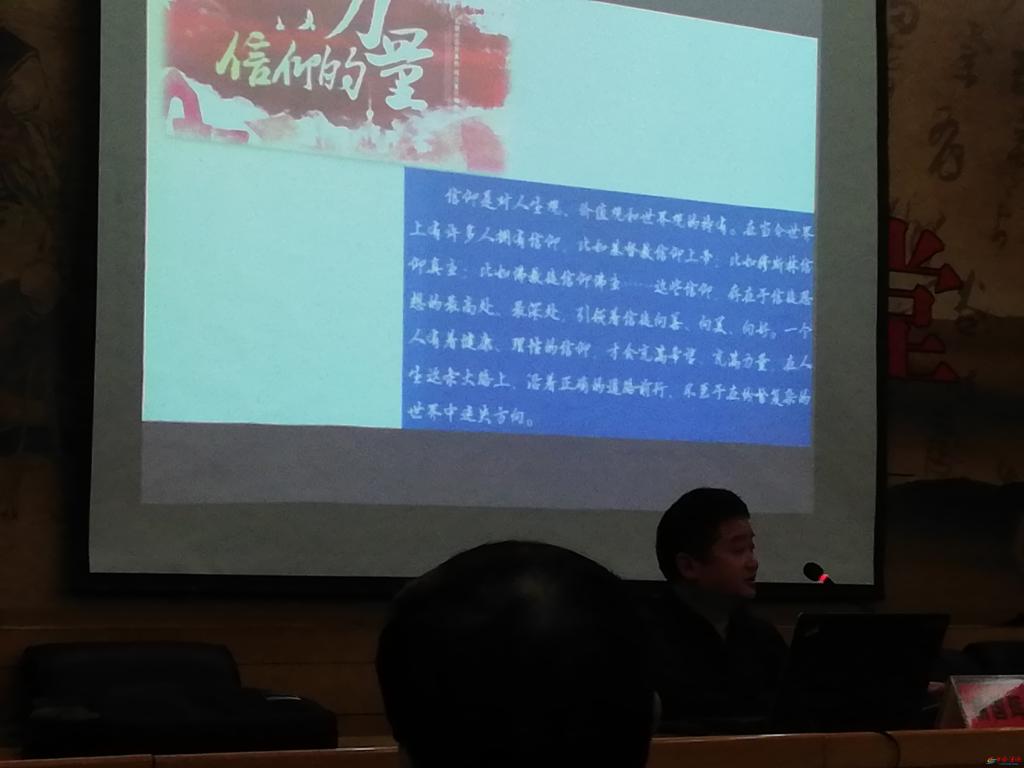 信仰的力量
信仰是对人生观、价值观和世界观的持有。在当今世界
上有许多人拥有信仰，比如基督教信仰上帝；比如穆斯林信
仰真主；比如佛教徒信仰佛主……这些信仰，存在于信徒思
想的最高处、最深处，引领着信徒向善、向美、向好。一个
人有着健康、理性的信仰，才会充满希望，充满力量，在人
生这条大路上，沿着正确的道路前行，不至于在纷繁复杂的
世界中迷失方向。
堂